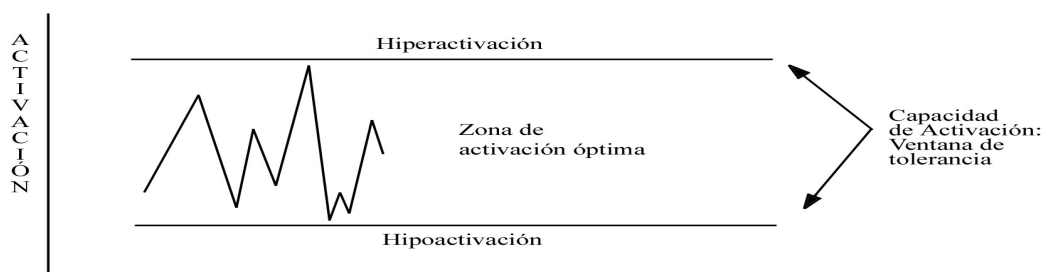 ACTIVACIÓN
Hiperactivación
Zona de
activación óptima
Capacidad
de Activación:
Ventana de
tolerancia
Hipoactivación